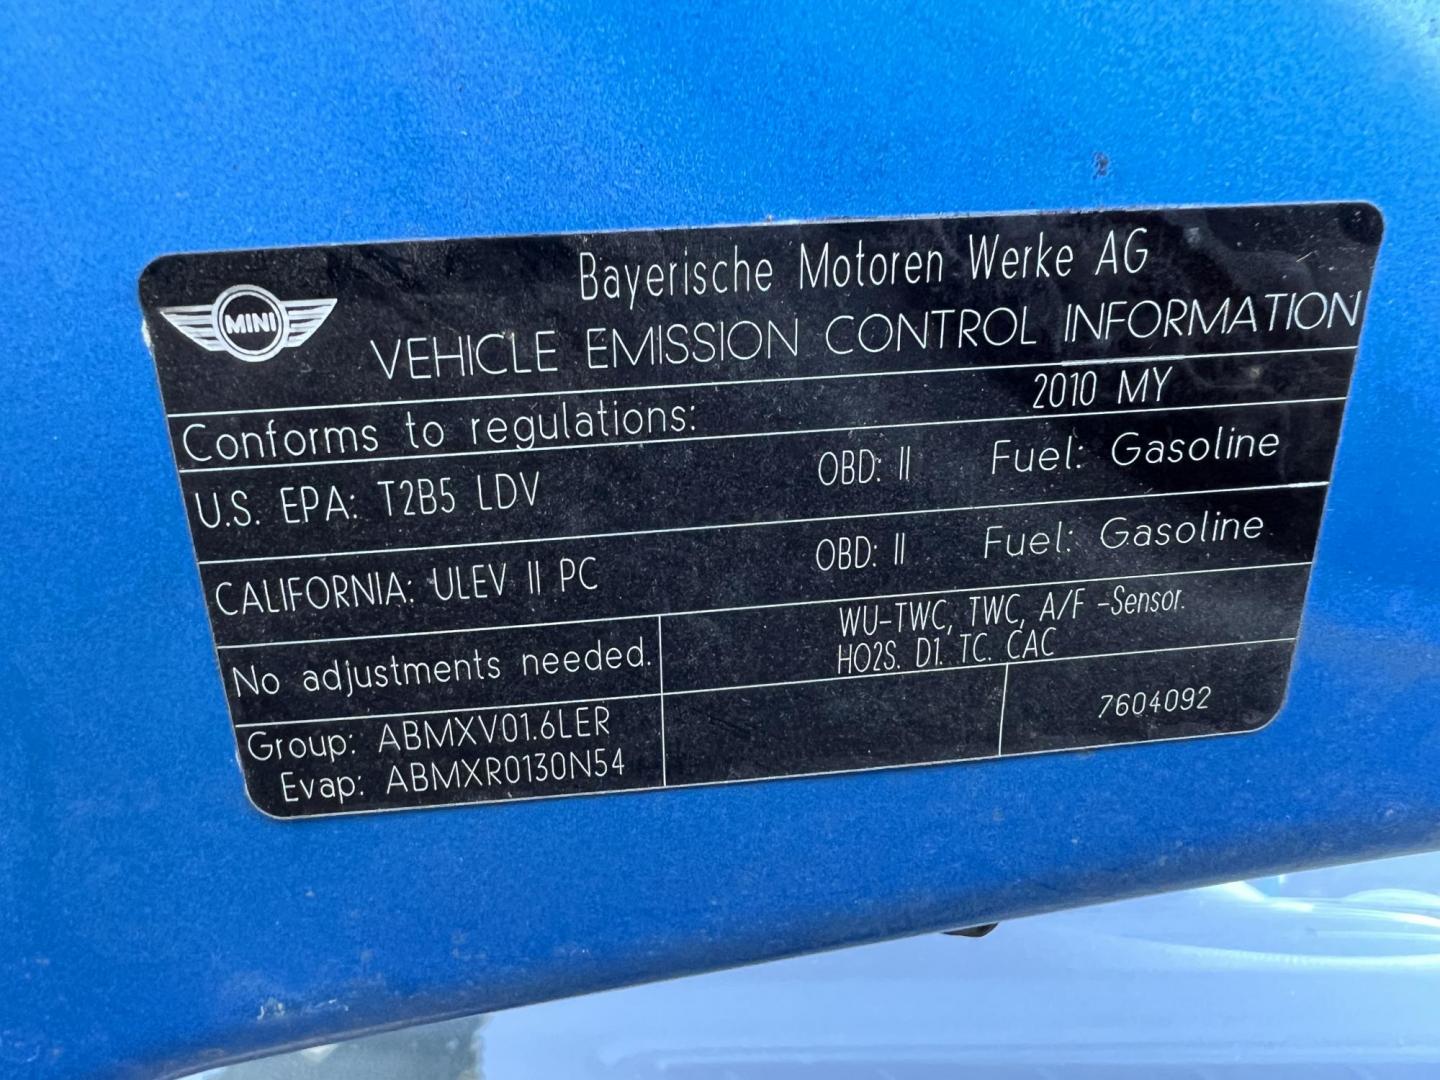 MINI
Bayerische Motoren Werke AG
VEHICLE EMISSION CONTROL INFORMATION
Conforms to regulations: 2010 MY
U.S. EPA: T2B5 LDV OBD: II Fuel: Gasoline
CALIFORNIA: ULEV II PC OBD: II Fuel: Gasoline
No adjustments needed.
WU-TWC, TWC, A/F -Sensor.
HO2S. D1. TC. CAC
Group: ABMXV01.6LER
Evap: ABMXR0130N54
7604092